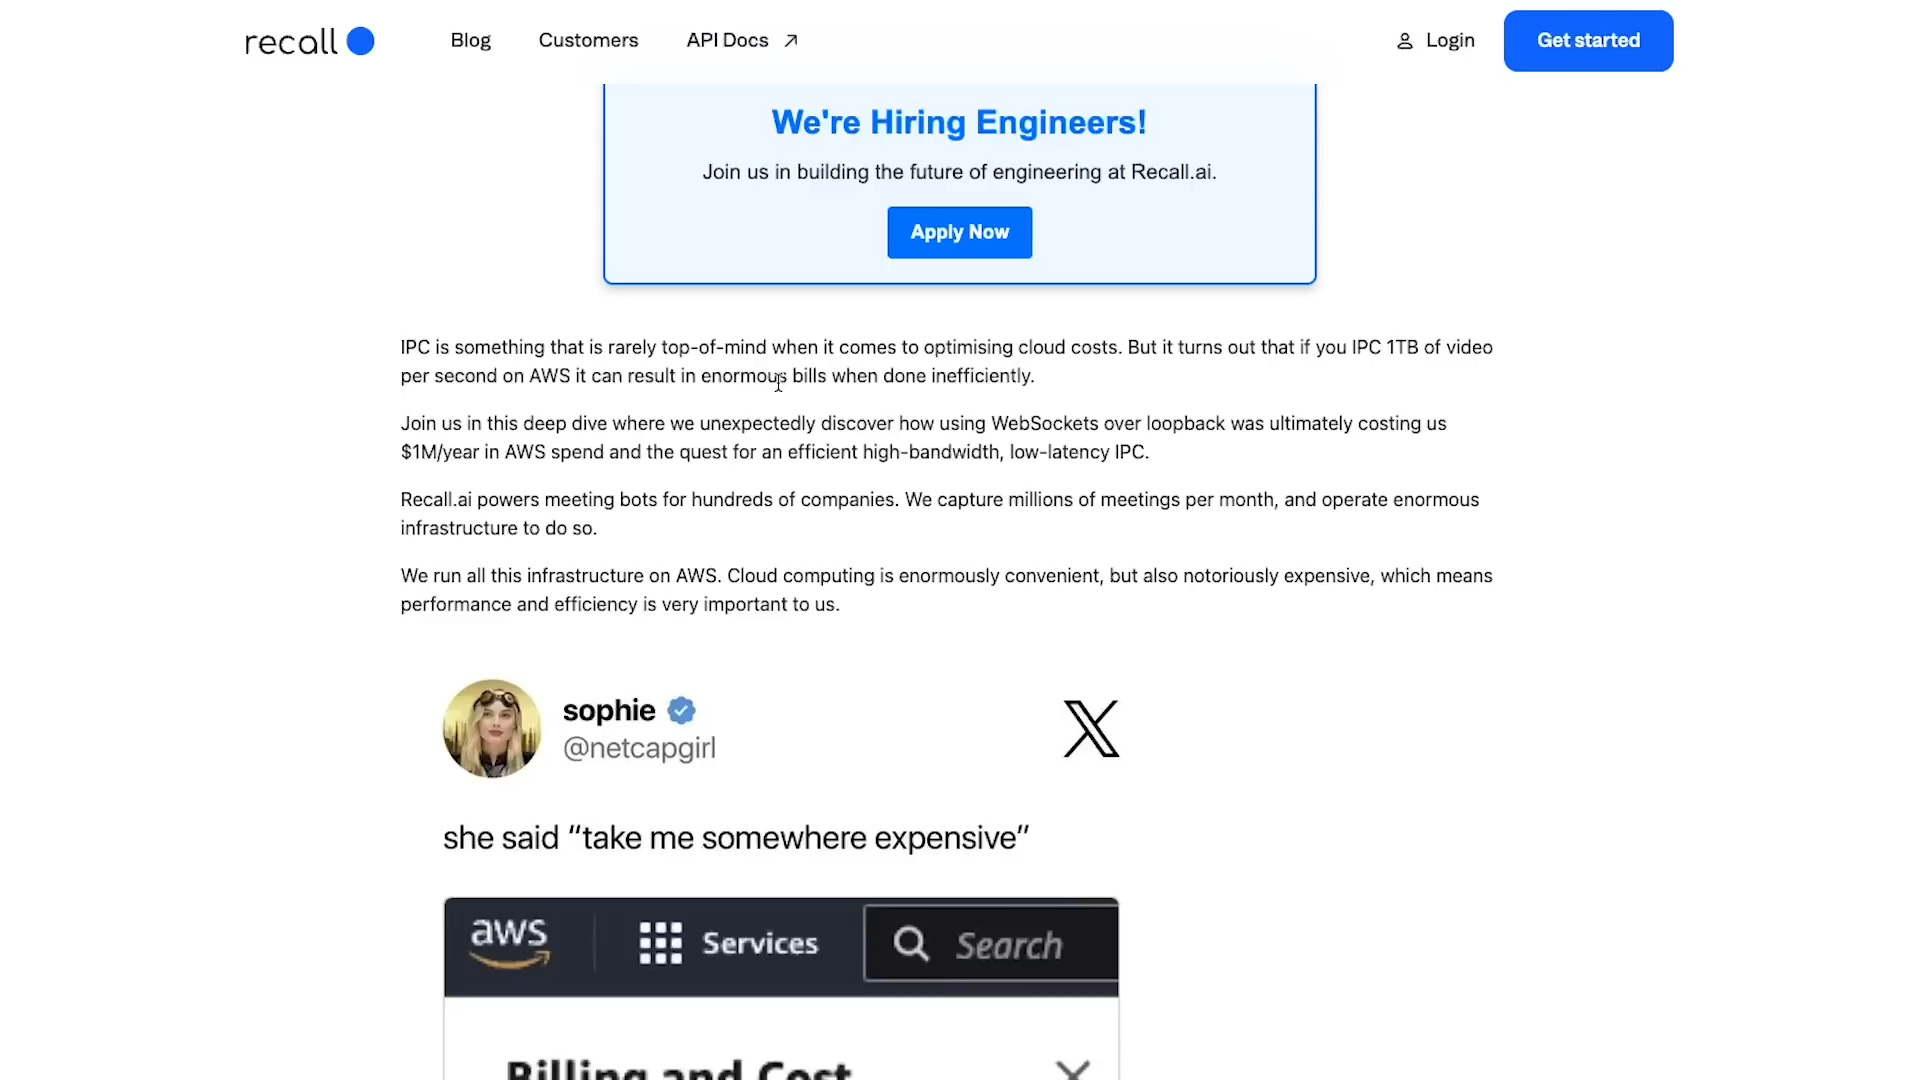 recall
Blog
Customers
API Docs
Login
Get started
We're Hiring Engineers!
Join us in building the future of engineering at Recall.ai.
Apply Now
IPC is something that is rarely top-of-mind when it comes to optimising cloud costs. But it turns out that if you IPC 1TB of video
per second on AWS it can result in enormous bills when done inefficiently.
Join us in this deep dive where we unexpectedly discover how using WebSockets over loopback was ultimately costing us
$1M/year in AWS spend and the quest for an efficient high-bandwidth, low-latency IPC.
Recall.ai powers meeting bots for hundreds of companies. We capture millions of meetings per month, and operate enormous
infrastructure to do so.
We run all this infrastructure on AWS. Cloud computing is enormously convenient, but also notoriously expensive, which means
performance and efficiency is very important to us.
sophie
@netcapgirl
she said “take me somewhere expensive”
aws
Services
Search
Billing and Cost